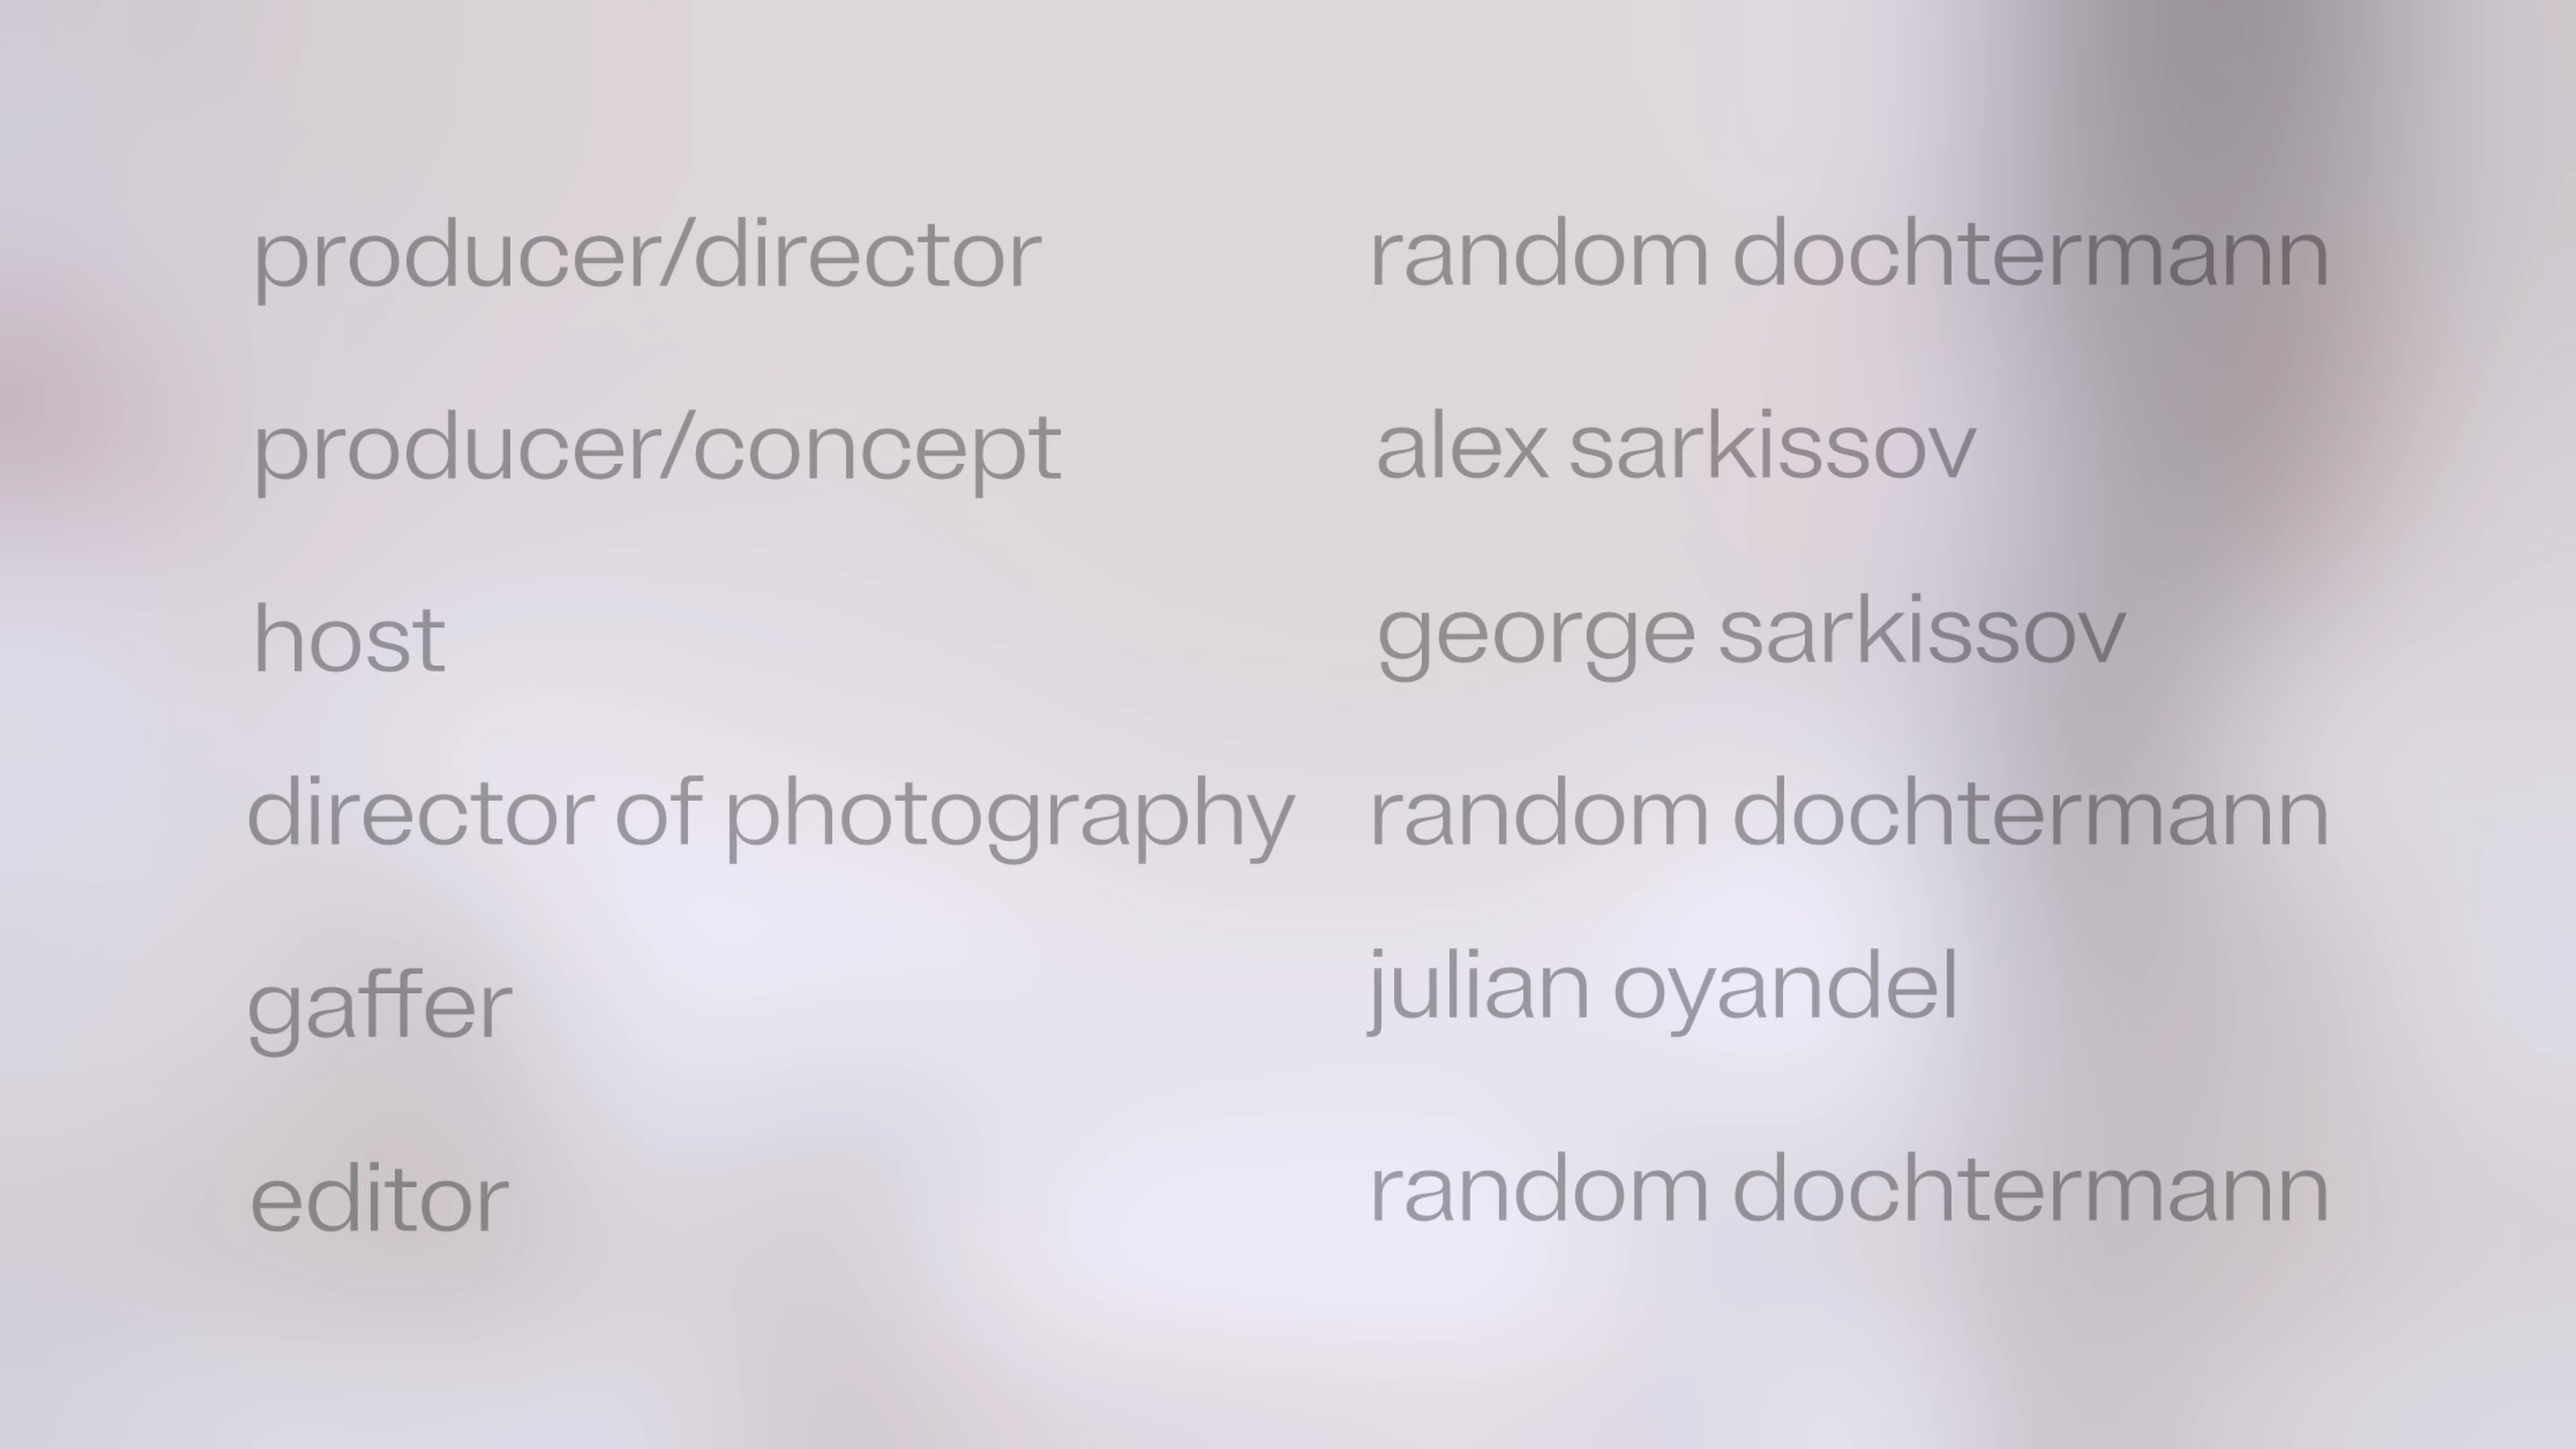 producer/director random dochtermann
producer/concept alex sarkissov
host george sarkissov
director of photography random dochtermann
gaffer julian oyandel
editor random dochtermann